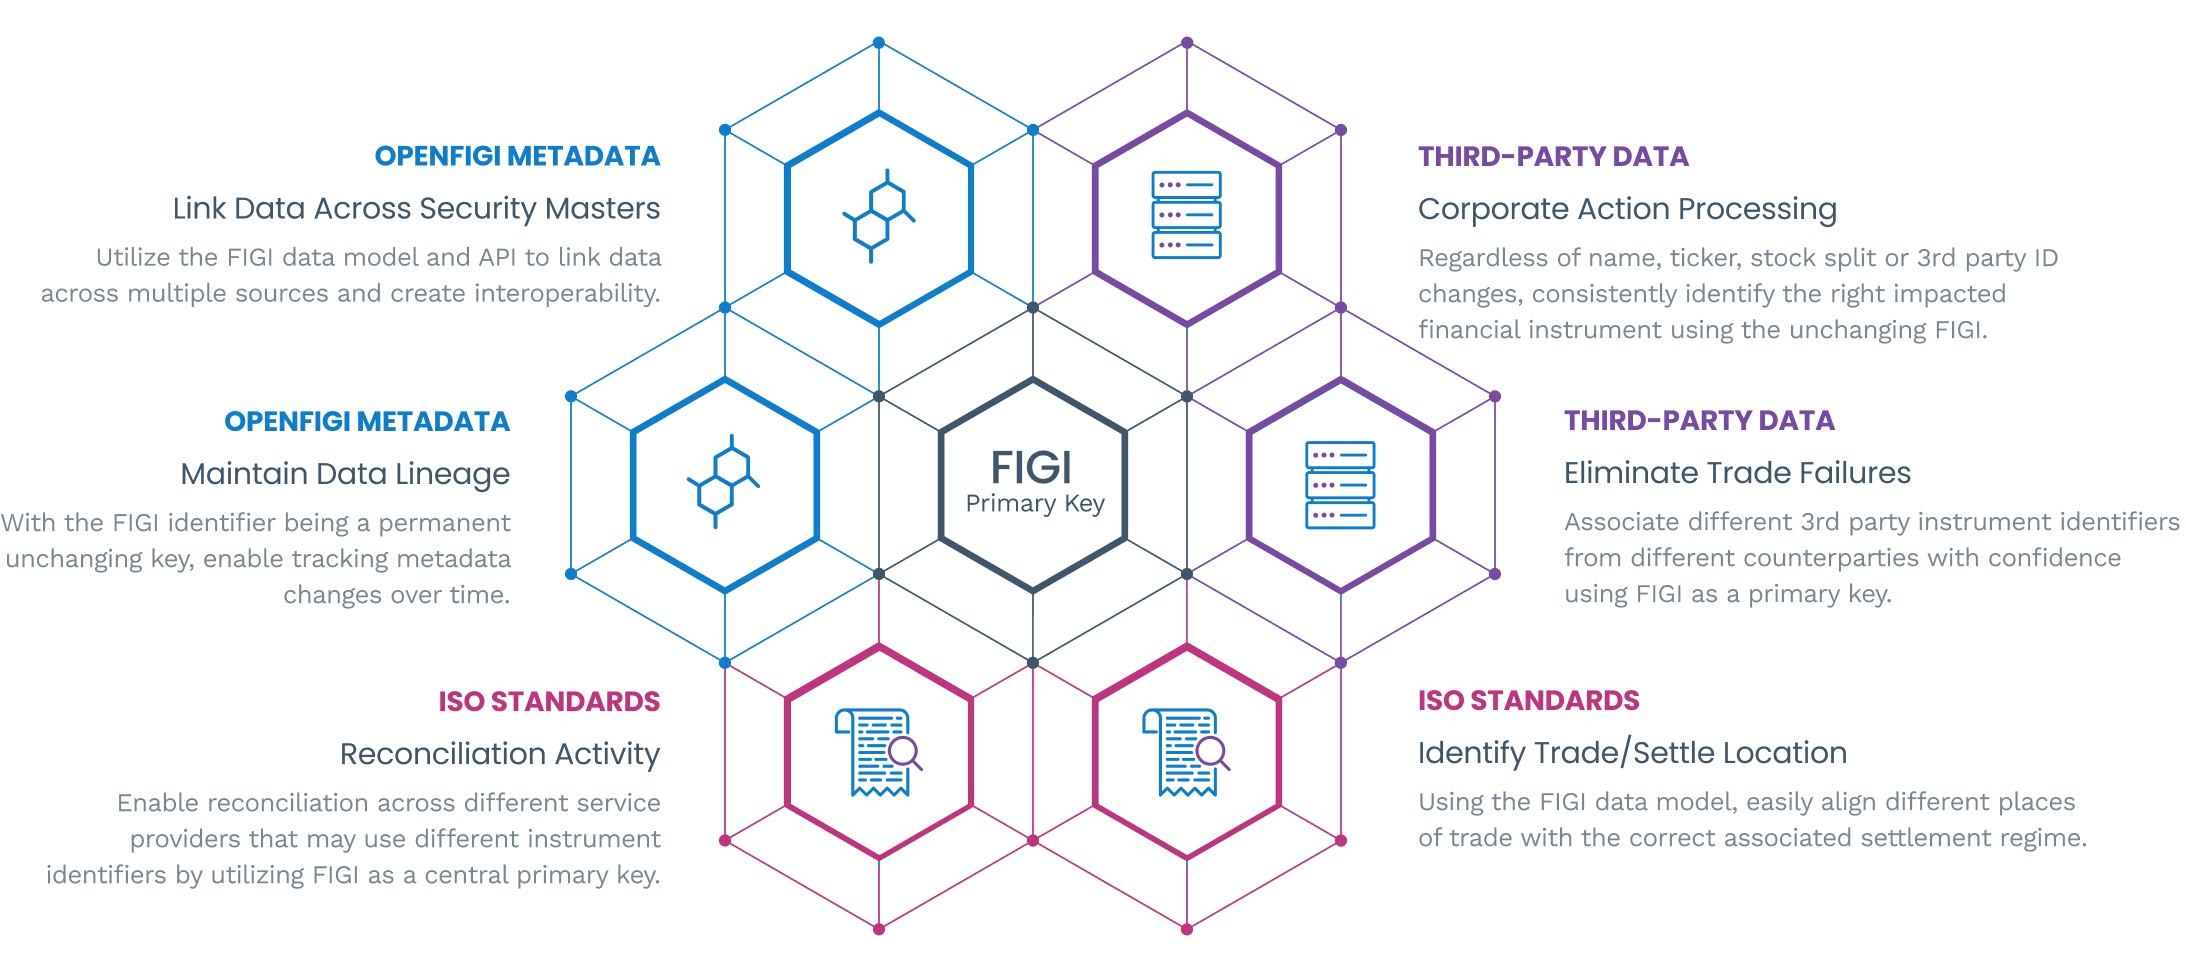 OPENFIGI METADATA
Link Data Across Security Masters
Utilize the FIGI data model and API to link data
across multiple sources and create interoperability.
THIRD-PARTY DATA
Corporate Action Processing
Regardless of name, ticker, stock split or 3rd party ID
changes, consistently identify the right impacted
financial instrument using the unchanging FIGI.
OPENFIGI METADATA
Maintain Data Lineage
With the FIGI identifier being a permanent
unchanging key, enable tracking metadata
changes over time.
FIGI
Primary Key
THIRD-PARTY DATA
Eliminate Trade Failures
Associate different 3rd party instrument identifiers
from different counterparties with confidence
using FIGI as a primary key.
ISO STANDARDS
Reconciliation Activity
Enable reconciliation across different service
providers that may use different instrument
identifiers by utilizing FIGI as a central primary key.
ISO STANDARDS
Identify Trade/Settle Location
Using the FIGI data model, easily align different places
of trade with the correct associated settlement regime.